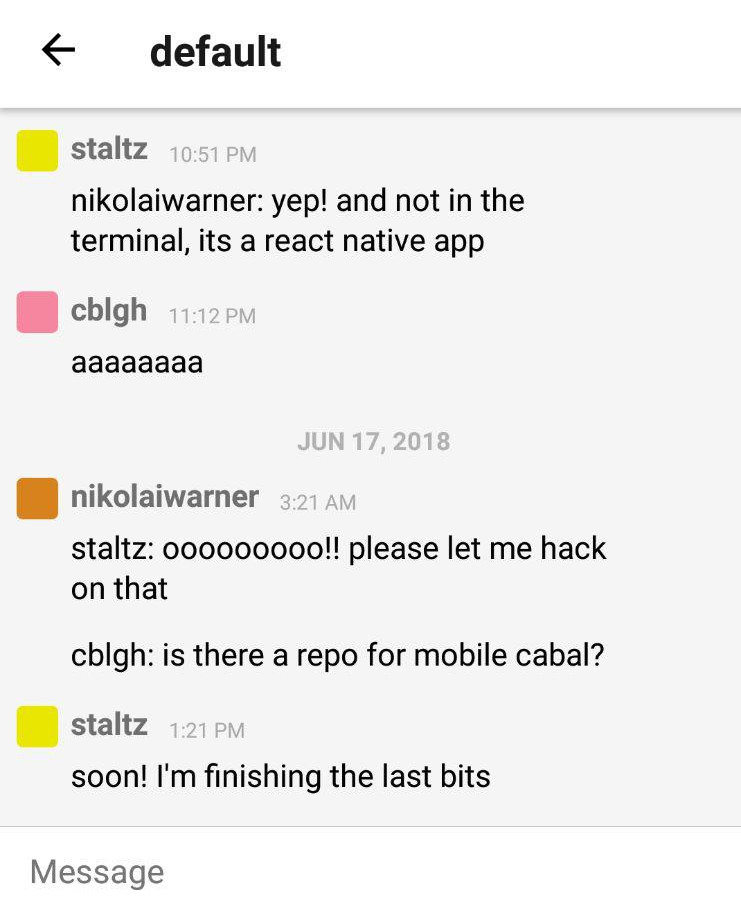 default
staltz 10:51 PM
nikolaiwarner: yep! and not in the
terminal, its a react native app
cblgh 11:12 PM
aaaaaaaa
JUN 17, 2018
nikolaiwarner 3:21 AM
staltz: ooooooooo!! please let me hack
on that
cblgh: is there a repo for mobile cabal?
staltz 1:21 PM
soon! I'm finishing the last bits
Message